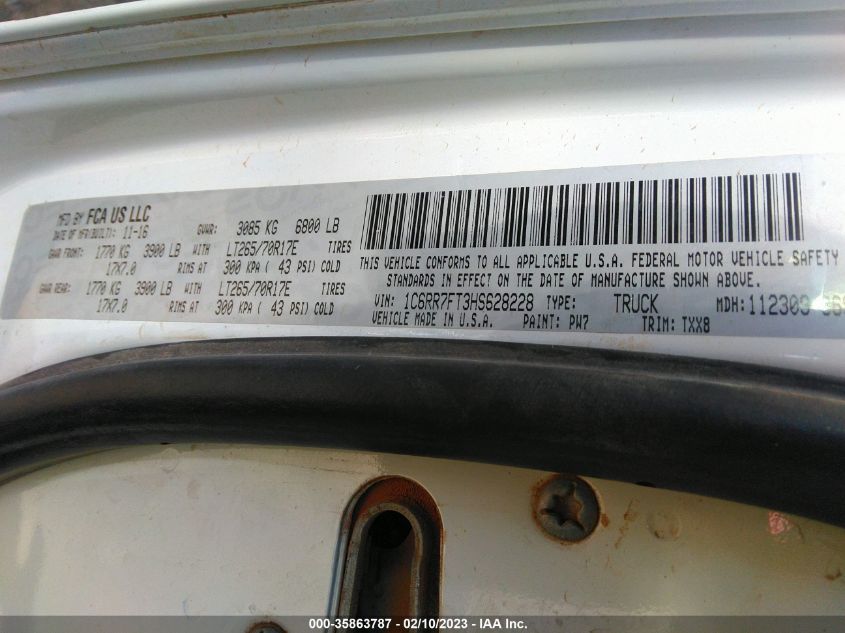 MFD BY FCA US LLC
DATE OF MFR(BUILT): 11-16 GVWR: 3085 KG 6800 LB
GAWR FRONT: 1770 KG 3900 LB WITH LT265/70R17E TIRES
17X7.0 RIMS AT 300 KPA ( 43 PSI) COLD
GAWR REAR: 1770 KG 3900 LB WITH LT265/70R17E TIRES
17X7.0 RIMS AT 300 KPA ( 43 PSI) COLD
THIS VEHICLE CONFORMS TO ALL APPLICABLE U.S.A. FEDERAL MOTOR VEHICLE SAFETY
STANDARDS IN EFFECT ON THE DATE OF MANUFACTURE SHOWN ABOVE.
VIN: 1C6RR7FT3HS628228 TYPE: TRUCK MDH: 112309
VEHICLE MADE IN U.S.A. PAINT: PW7 TRIM: TXX8
000-35863787 - 02/10/2023 - IAA Inc.